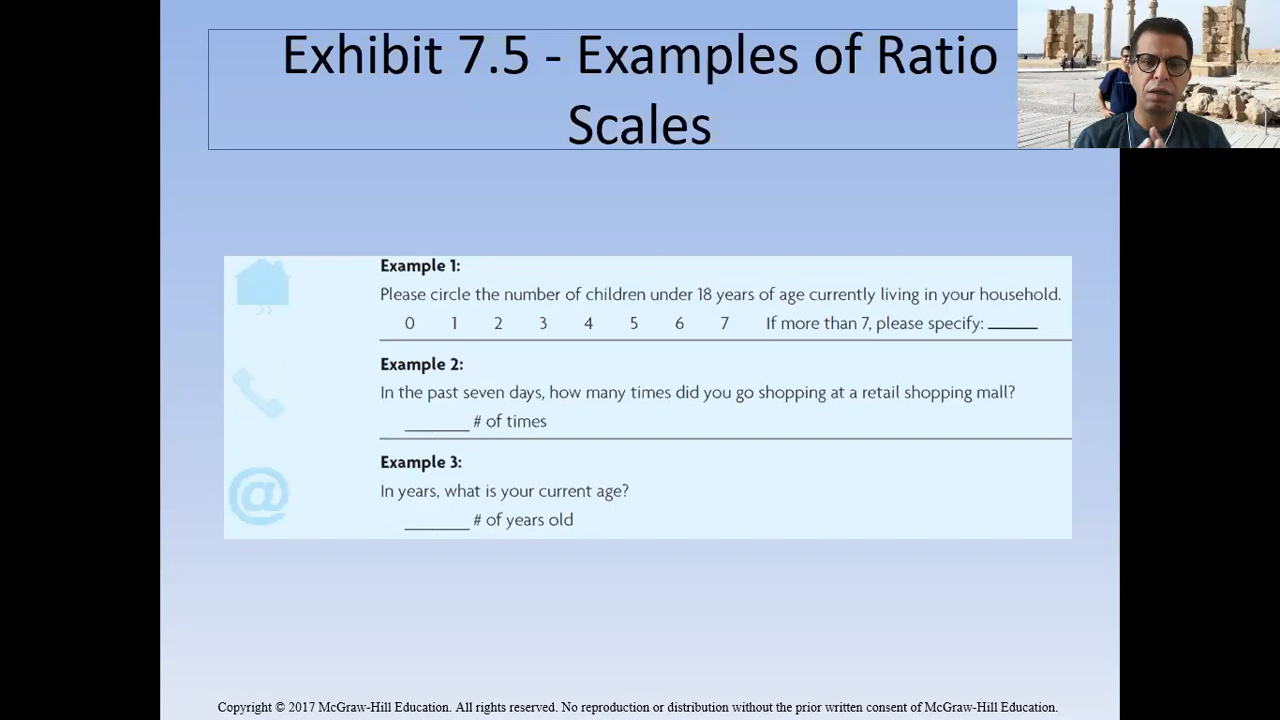 Exhibit 7.5 - Examples of Ratio
Scales
Example 1:
Please circle the number of children under 18 years of age currently living in your household.
0 1 2 3 4 5 6 7 If more than 7, please specify: _____
Example 2:
In the past seven days, how many times did you go shopping at a retail shopping mall?
_______ # of times
Example 3:
In years, what is your current age?
_______ # of years old
@
Copyright © 2017 McGraw-Hill Education. All rights reserved. No reproduction or distribution without the prior written consent of McGraw-Hill Education.